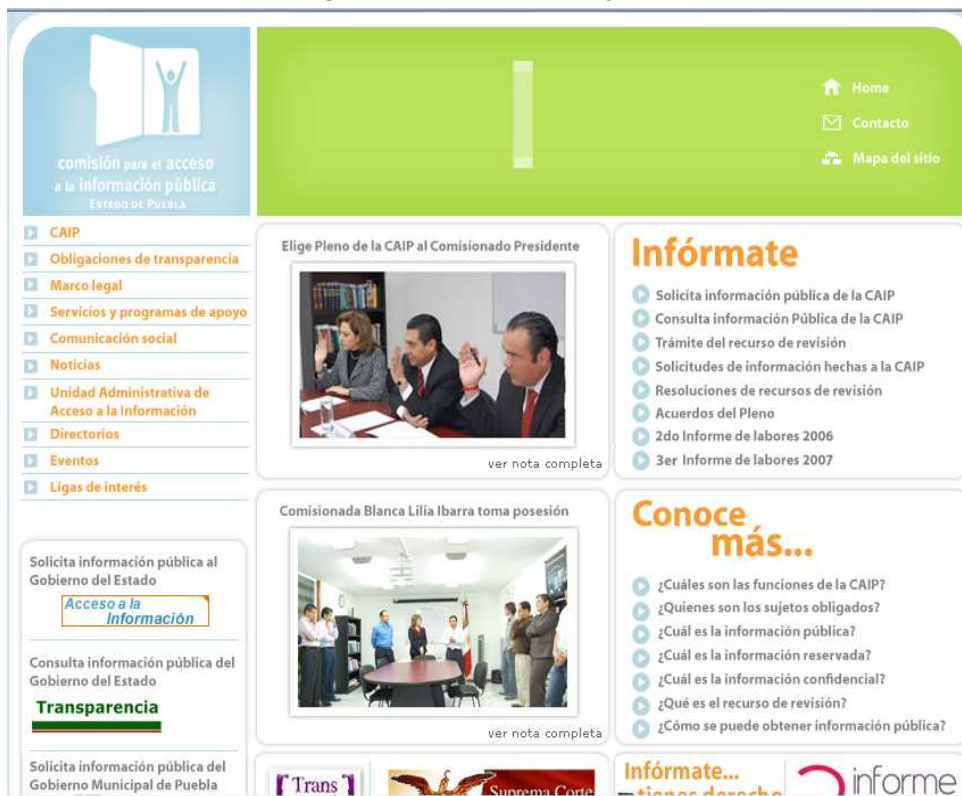 comisión para el acceso
a la información pública
ESTADO DE PUEBLA
Home
Contacto
Mapa del sitio
CAIP
Obligaciones de transparencia
Marco legal
Servicios y programas de apoyo
Comunicación social
Noticias
Unidad Administrativa de
Acceso a la Información
Directorios
Eventos
Ligas de interés
Solicita información pública al
Gobierno del Estado
Acceso a la
Información
Consulta información pública del
Gobierno del Estado
Transparencia
Solicita información pública del
Gobierno Municipal de Puebla
Elige Pleno de la CAIP al Comisionado Presidente
ver nota completa
Comisionada Blanca Lilia Ibarra toma posesión
ver nota completa
Trans
Suprema Corte
Infórmate
Solicita información pública de la CAIP
Consulta información Pública de la CAIP
Trámite del recurso de revisión
Solicitudes de información hechas a la CAIP
Resoluciones de recursos de revisión
Acuerdos del Pleno
2do Informe de labores 2006
3er Informe de labores 2007
Conoce
más...
¿Cuáles son las funciones de la CAIP?
¿Quienes son los sujetos obligados?
¿Cuál es la información pública?
¿Cuál es la información reservada?
¿Cuál es la información confidencial?
¿Qué es el recurso de revisión?
¿Cómo se puede obtener información pública?
Infórmate...
tienes derecho
informe